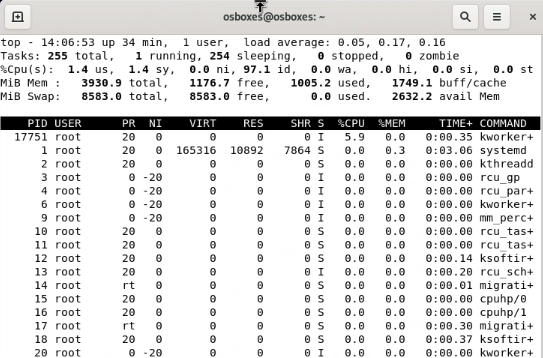 osboxes@osboxes: ~
top - 14:06:53 up 34 min,  1 user,  load average: 0.05, 0.17, 0.16
Tasks: 255 total,   1 running, 254 sleeping,   0 stopped,   0 zombie
%Cpu(s):  1.4 us,  1.4 sy,  0.0 ni, 97.1 id,  0.0 wa,  0.0 hi,  0.0 si,  0.0 st
MiB Mem :   3930.9 total,   1176.7 free,   1005.2 used,   1749.1 buff/cache
MiB Swap:   8583.0 total,   8583.0 free,      0.0 used.   2632.2 avail Mem
PID USER      PR  NI    VIRT    RES    SHR S  %CPU  %MEM     TIME+ COMMAND
17751 root      20   0       0      0      0 I   5.9   0.0   0:00.35 kworker+
1 root      20   0  165316  10892   7864 S   0.0   0.3   0:03.06 systemd
2 root      20   0       0      0      0 S   0.0   0.0   0:00.00 kthreadd
3 root       0 -20       0      0      0 I   0.0   0.0   0:00.00 rcu_gp
4 root       0 -20       0      0      0 I   0.0   0.0   0:00.00 rcu_par+
6 root       0 -20       0      0      0 I   0.0   0.0   0:00.00 kworker+
9 root       0 -20       0      0      0 I   0.0   0.0   0:00.00 mm_perc+
10 root      20   0       0      0      0 S   0.0   0.0   0:00.00 rcu_tas+
11 root      20   0       0      0      0 S   0.0   0.0   0:00.00 rcu_tas+
12 root      20   0       0      0      0 S   0.0   0.0   0:00.14 ksoftir+
13 root      20   0       0      0      0 I   0.0   0.0   0:00.20 rcu_sch+
14 root      rt   0       0      0      0 S   0.0   0.0   0:00.01 migrati+
15 root      20   0       0      0      0 S   0.0   0.0   0:00.00 cpuhp/0
16 root      20   0       0      0      0 S   0.0   0.0   0:00.00 cpuhp/1
17 root      rt   0       0      0      0 S   0.0   0.0   0:00.30 migrati+
18 root      20   0       0      0      0 S   0.0   0.0   0:00.37 ksoftir+
20 root       0 -20       0      0      0 I   0.0   0.0   0:00.00 kworker+